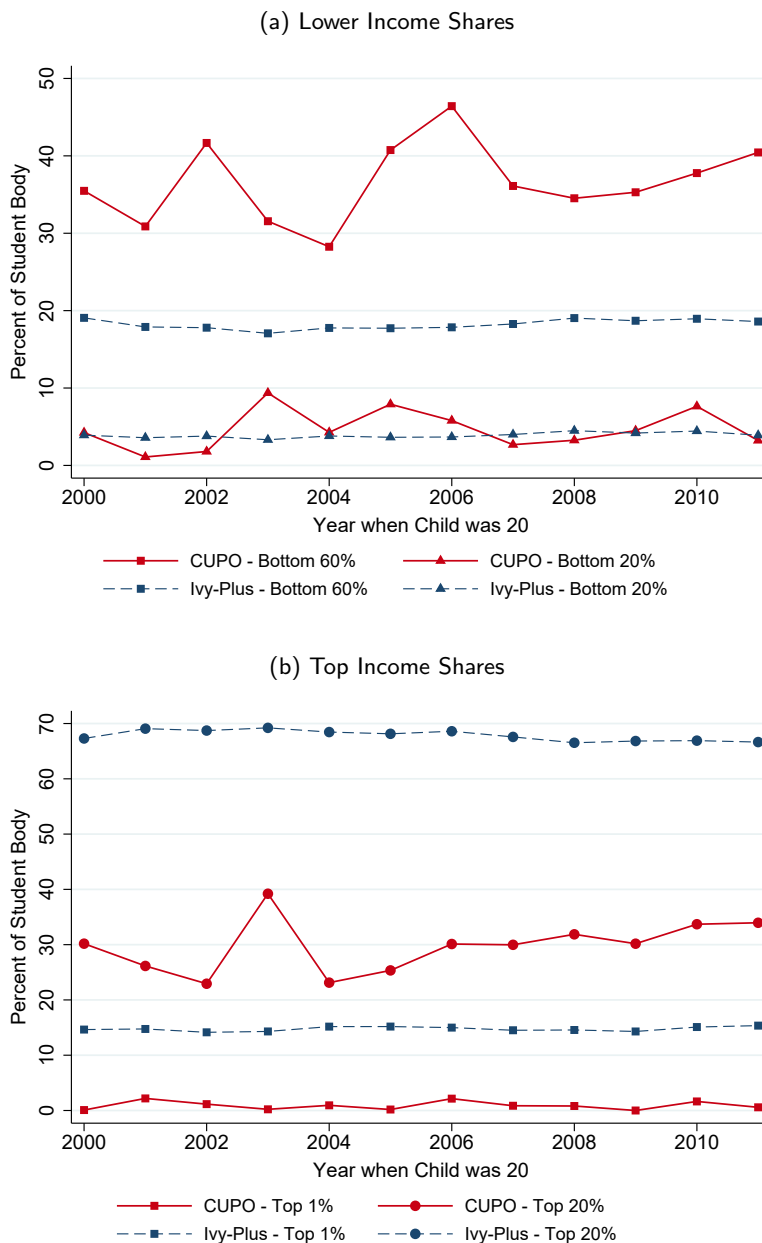 (a) Lower Income Shares
50
40
30
20
10
0
Percent of Student Body
2000 2002 2004 2006 2008 2010
Year when Child was 20
CUPO - Bottom 60% CUPO - Bottom 20%
Ivy-Plus - Bottom 60% Ivy-Plus - Bottom 20%
(b) Top Income Shares
70
60
50
40
30
20
10
0
Percent of Student Body
2000 2002 2004 2006 2008 2010
Year when Child was 20
CUPO - Top 1% CUPO - Top 20%
Ivy-Plus - Top 1% Ivy-Plus - Top 20%